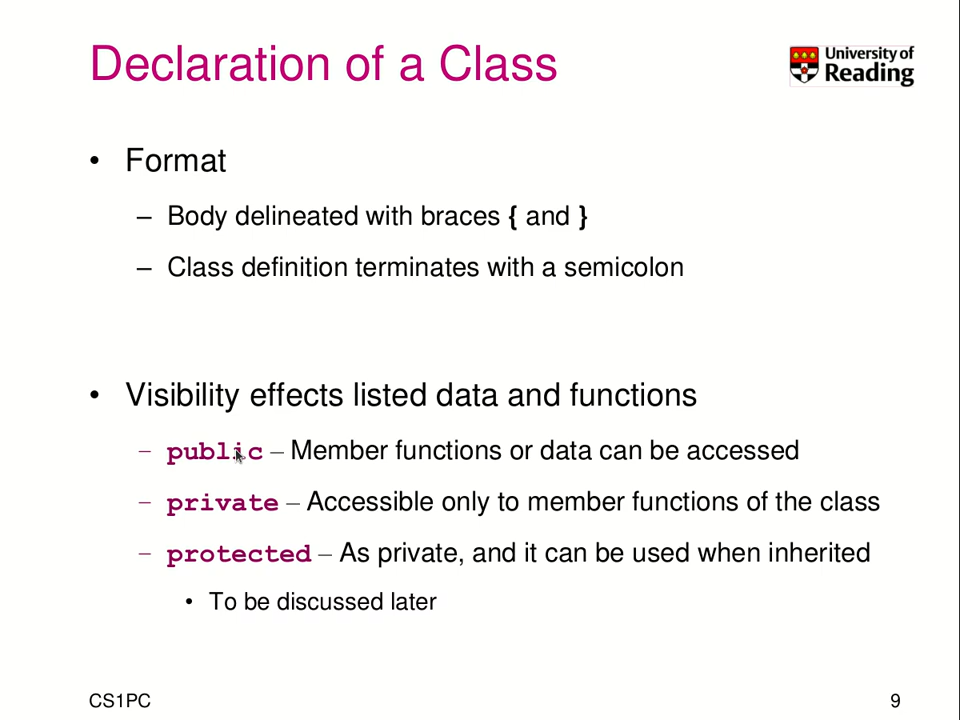 Declaration of a Class
University of
Reading
• Format
– Body delineated with braces { and }
– Class definition terminates with a semicolon
• Visibility effects listed data and functions
– public – Member functions or data can be accessed
– private – Accessible only to member functions of the class
– protected – As private, and it can be used when inherited
• To be discussed later
CS1PC
9